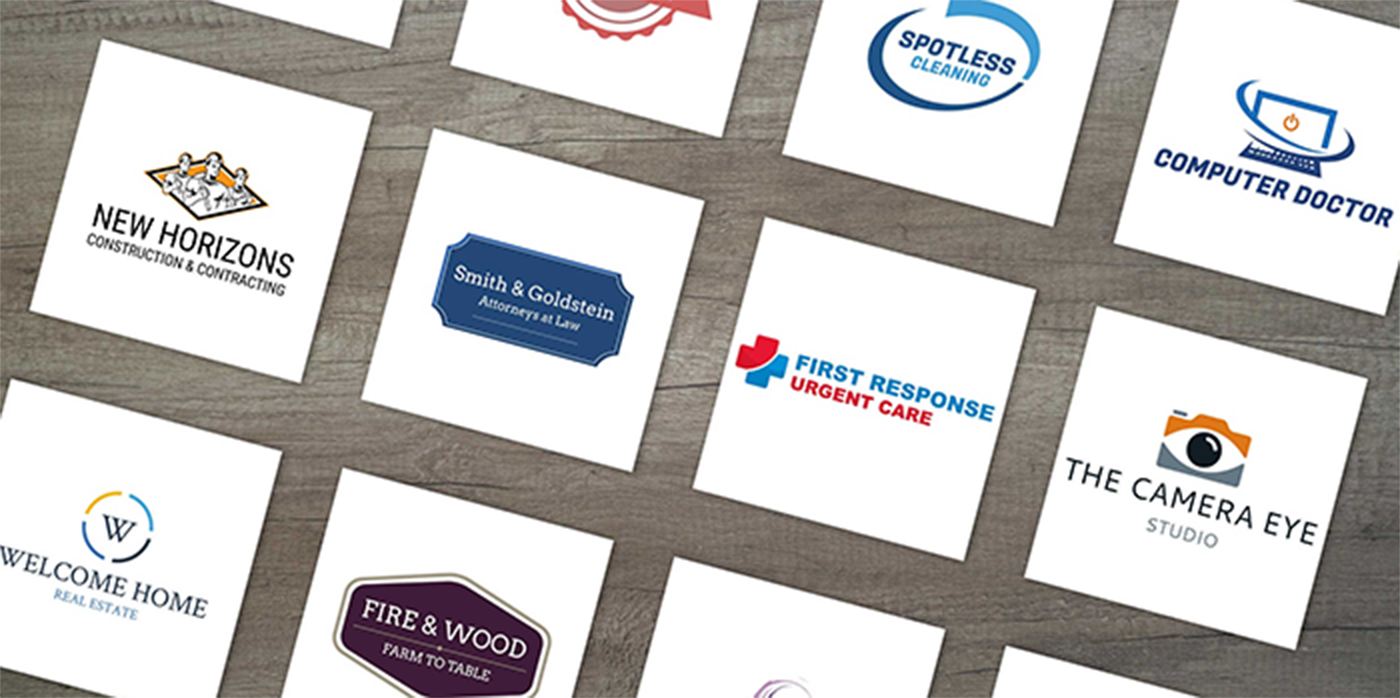 SPOTLESS
CLEANING
COMPUTER DOCTOR
NEW HORIZONS
CONSTRUCTION & CONTRACTING
Smith & Goldstein
Attorneys at Law
FIRST RESPONSE
URGENT CARE
THE CAMERA EYE
STUDIO
W
WELCOME HOME
REAL ESTATE
FIRE & WOOD
FARM TO TABLE